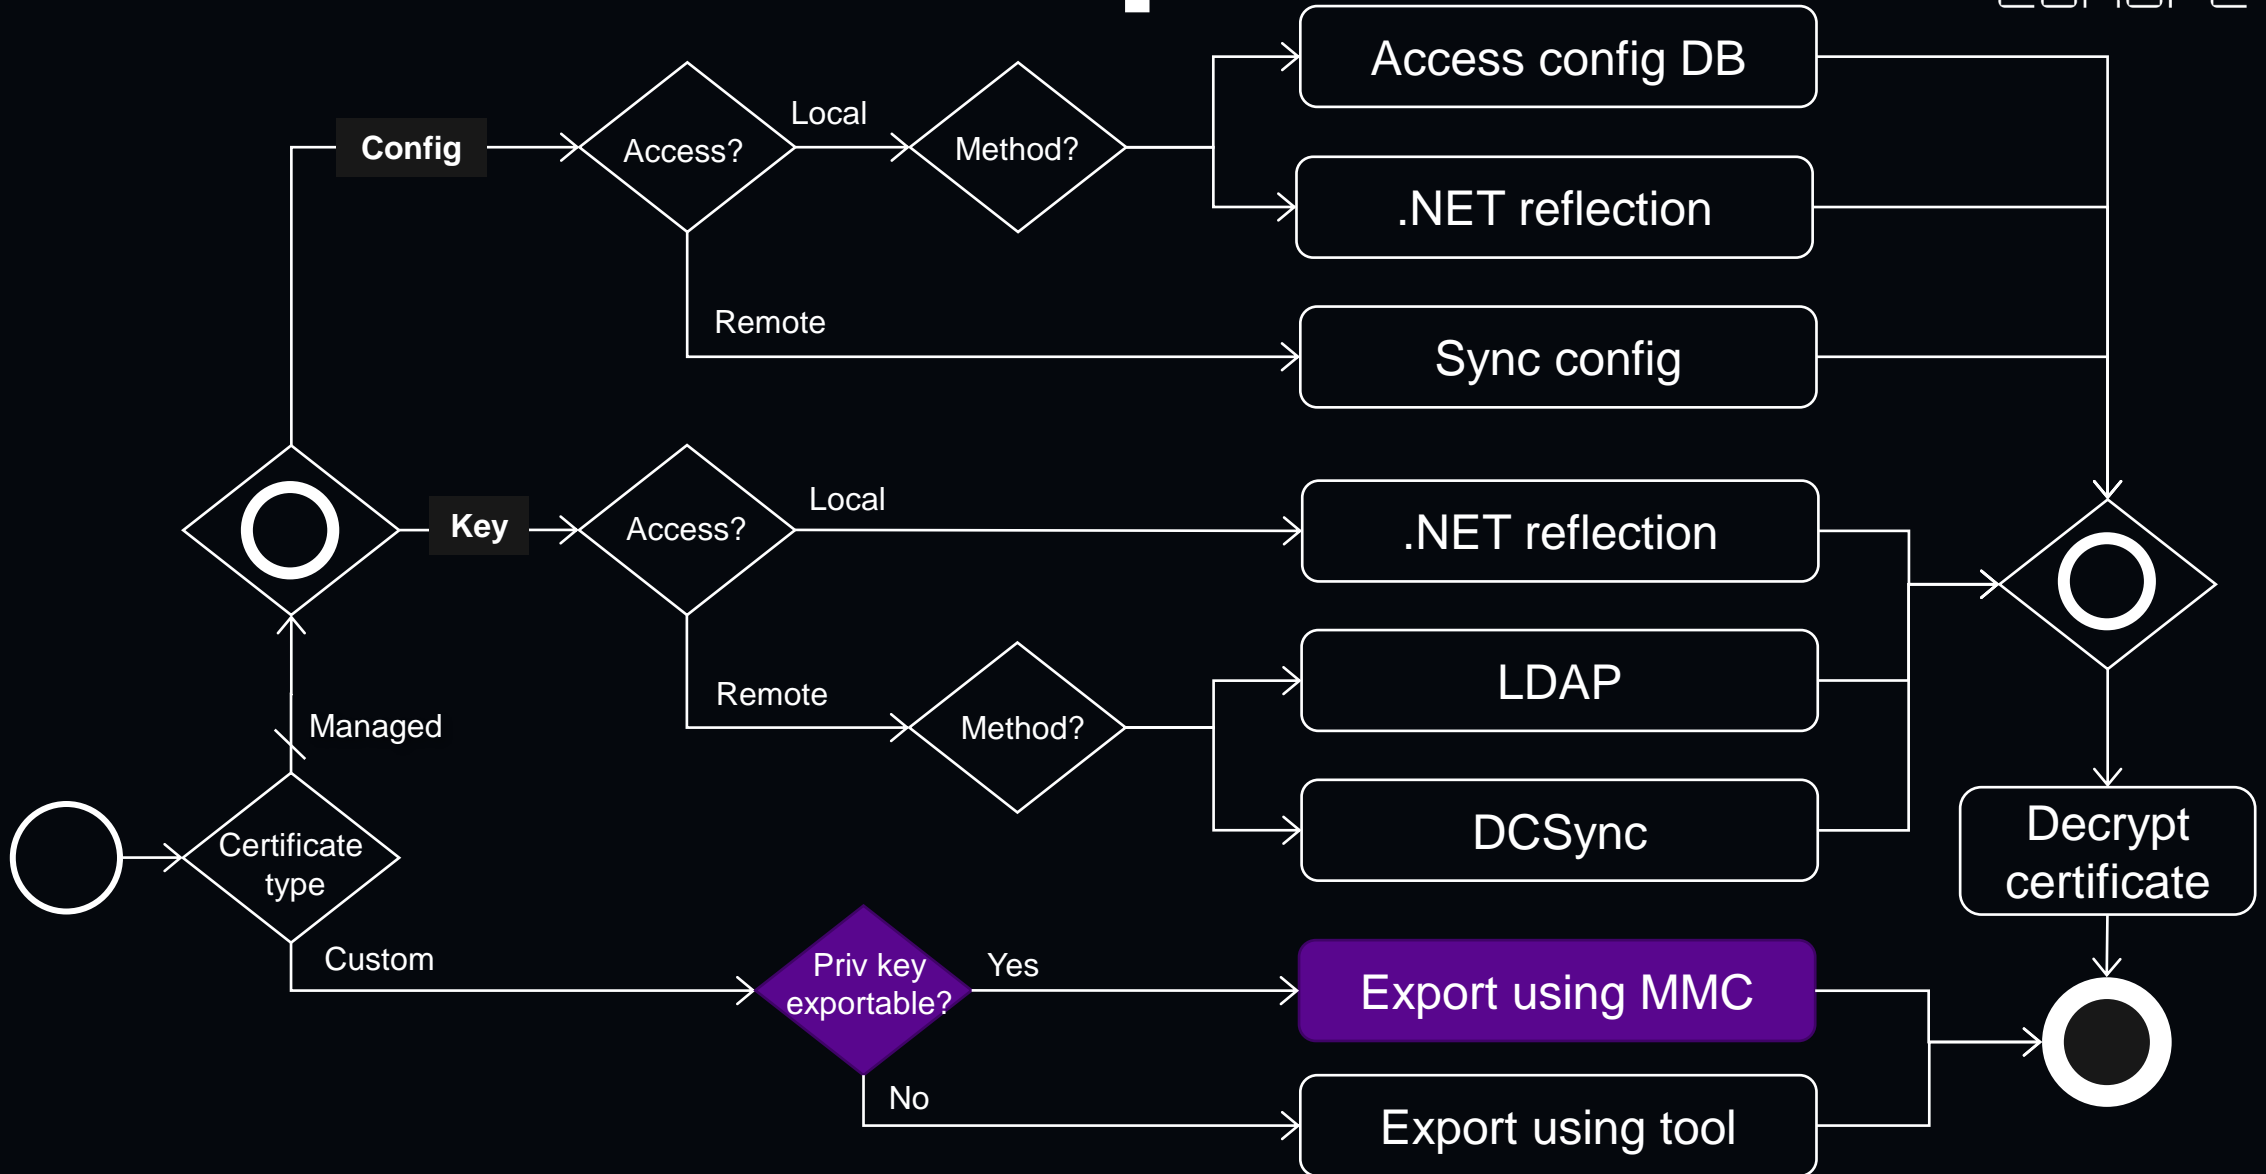 Access config DB
Local
Config
Access?
Method?
.NET reflection
Remote
Sync config
Local
Key
Access?
.NET reflection
Remote
LDAP
Managed
Method?
Certificate
type
DCSync
Decrypt
certificate
Custom
Priv key
exportable?
Yes
Export using MMC
No
Export using tool